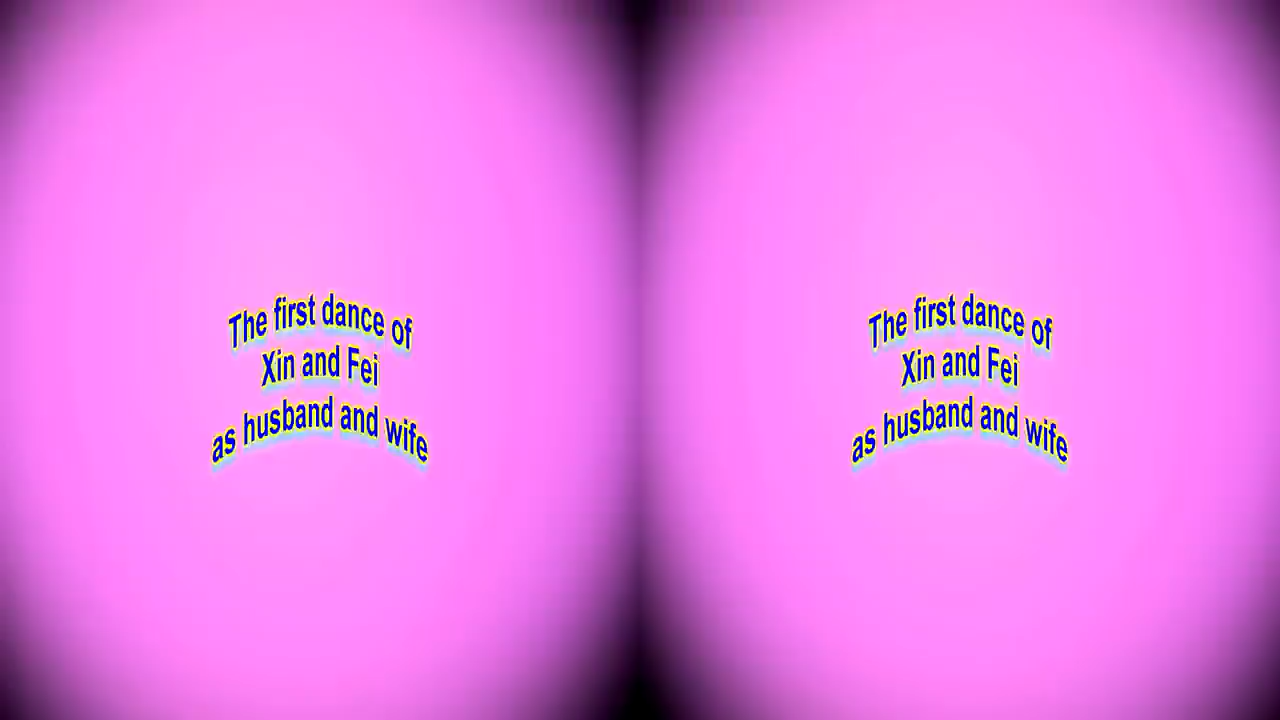 The first dance of
Xin and Fei
as husband and wife
The first dance of
Xin and Fei
as husband and wife